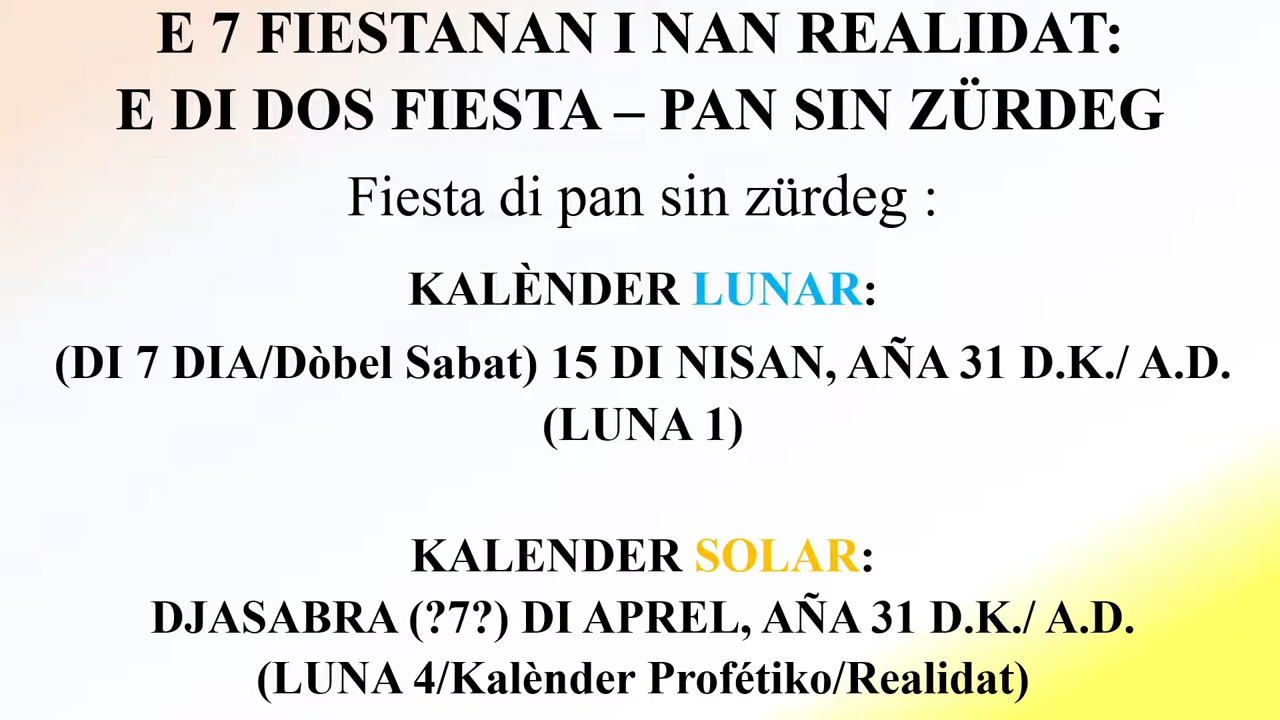 E 7 FIESTANAN I NAN REALIDAT:
E DI DOS FIESTA – PAN SIN ZÜRDEG
Fiesta di pan sin zürdeg :
KALÈNDER LUNAR:
(DI 7 DIA/Dòbel Sabat) 15 DI NISAN, AÑA 31 D.K./ A.D.
(LUNA 1)
KALENDER SOLAR:
DJASABRA (?7?) DI APREL, AÑA 31 D.K./ A.D.
(LUNA 4/Kalènder Profétiko/Realidat)